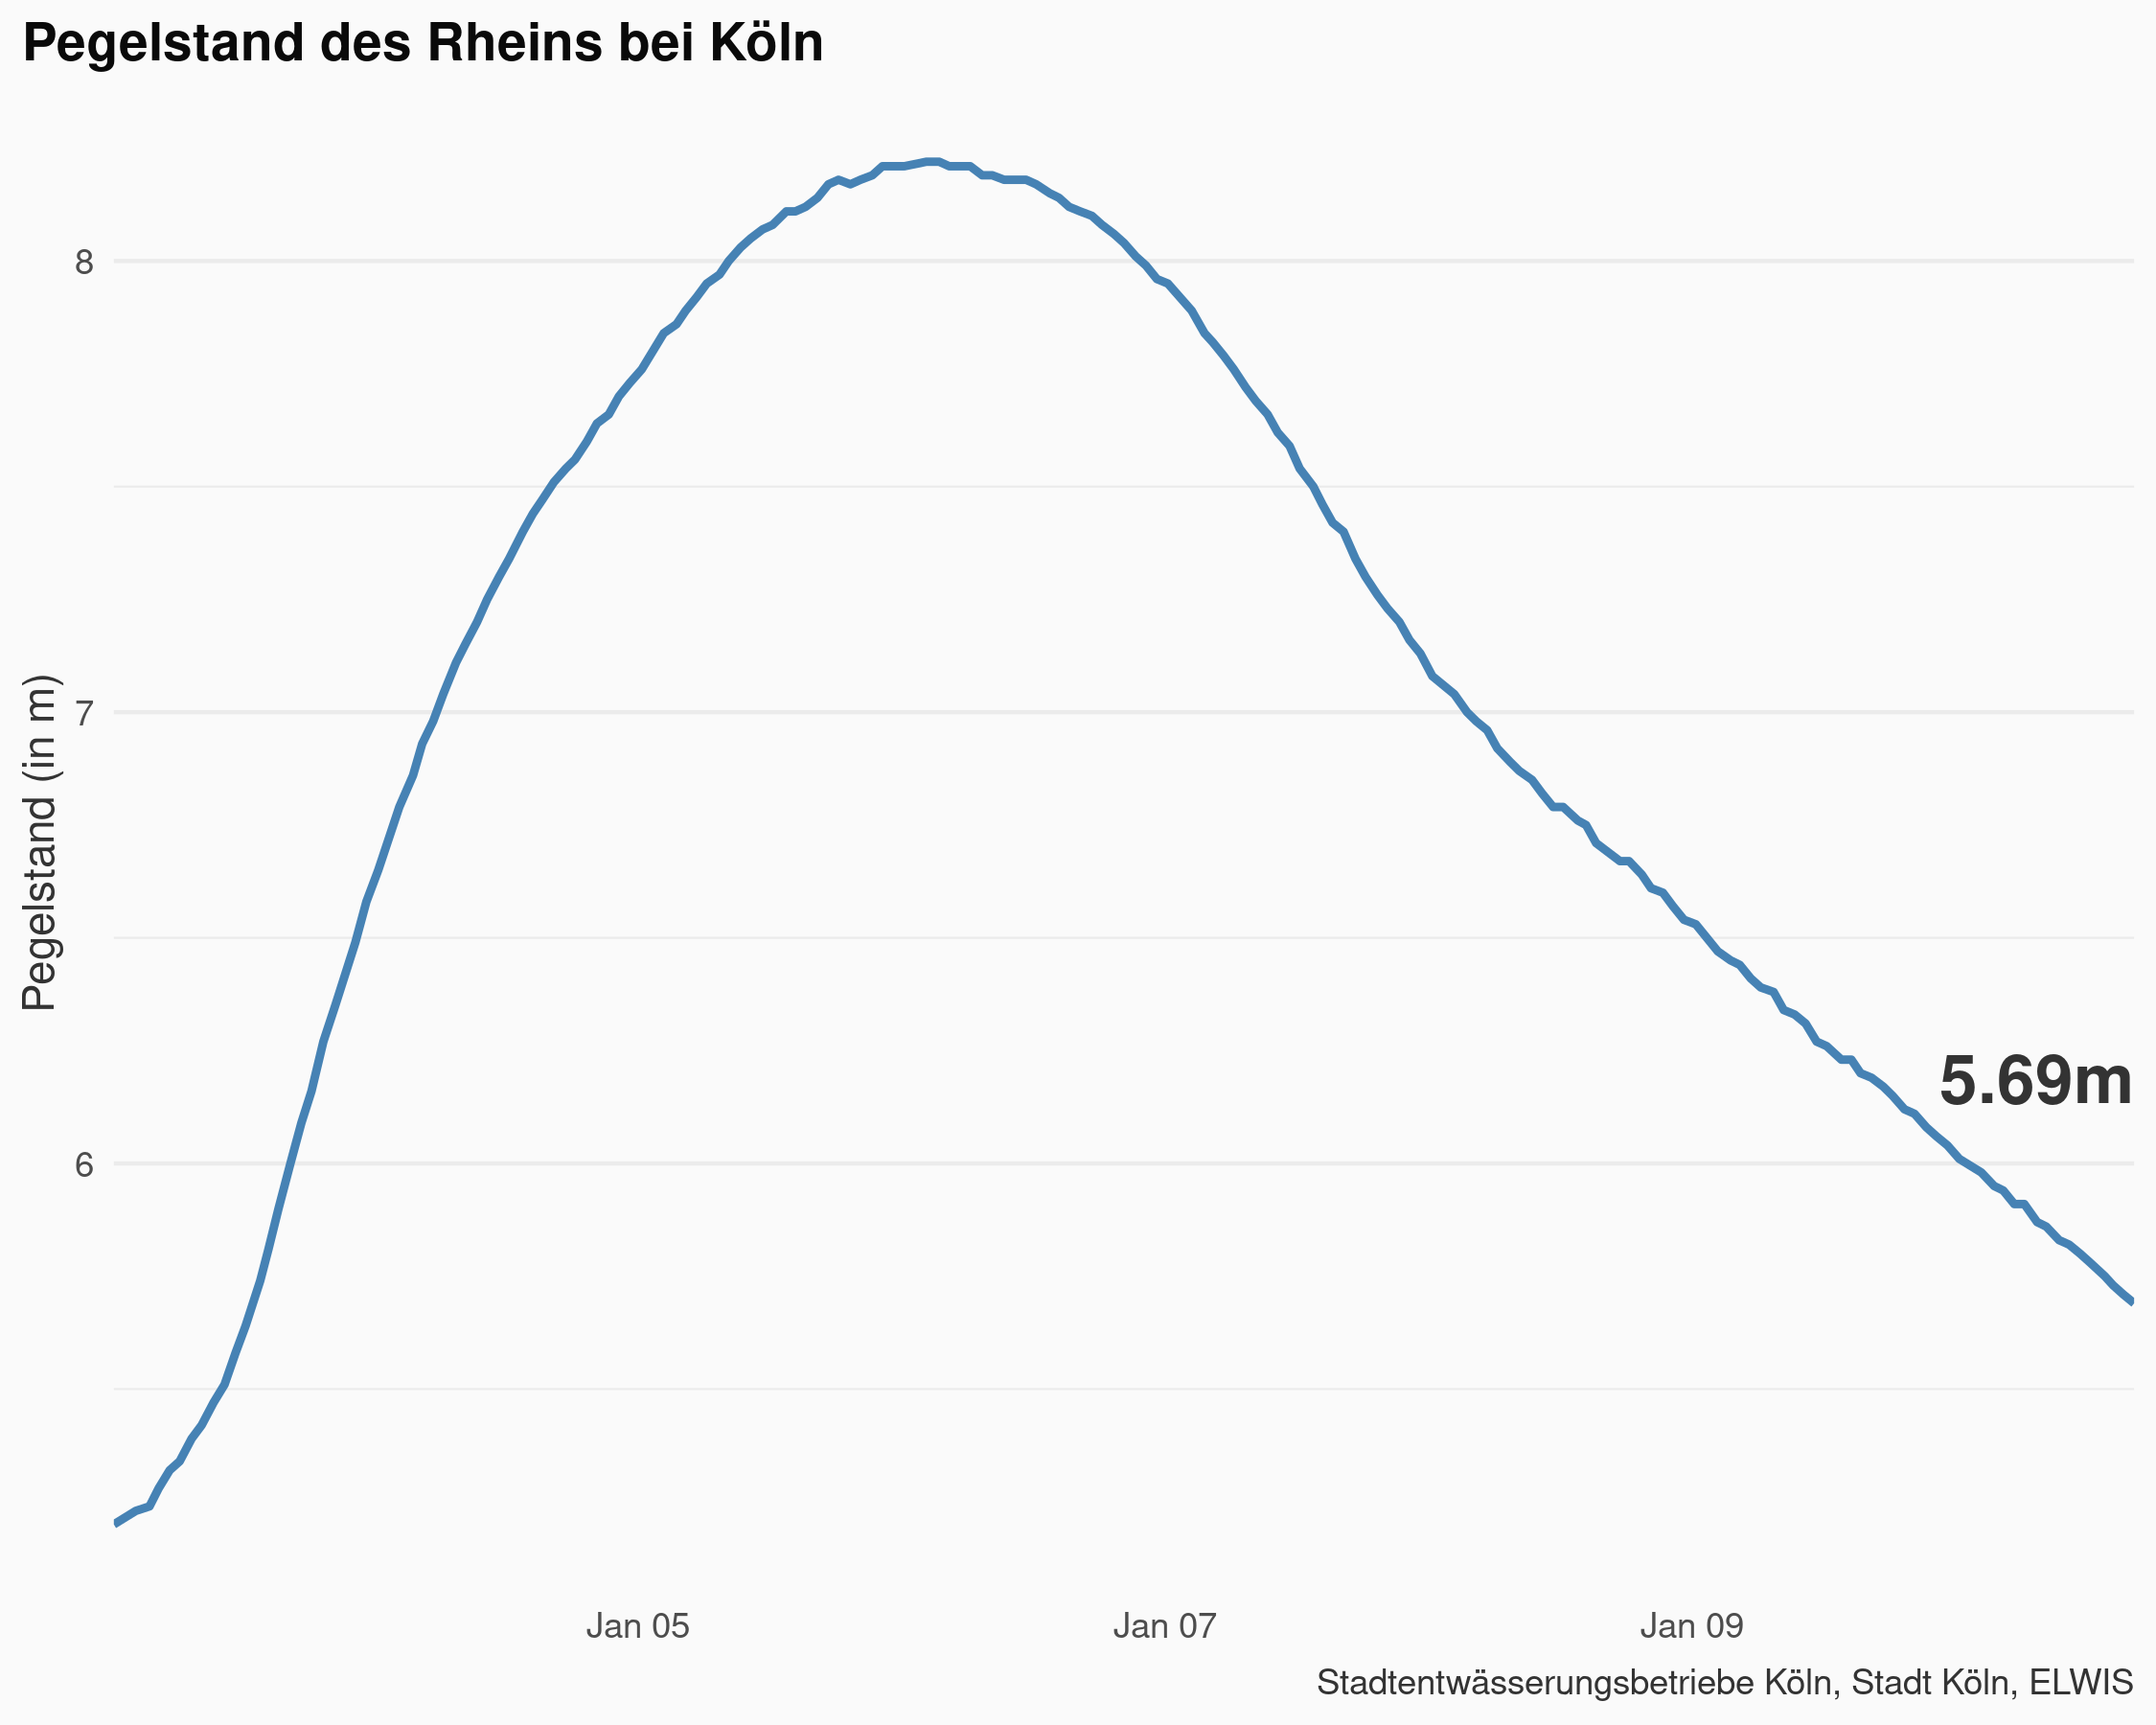 Pegelstand des Rheins bei Köln
Pegelstand (in m)
8
7
6
5.69m
Jan 05
Jan 07
Jan 09
Stadtentwässerungsbetriebe Köln, Stadt Köln, ELWIS